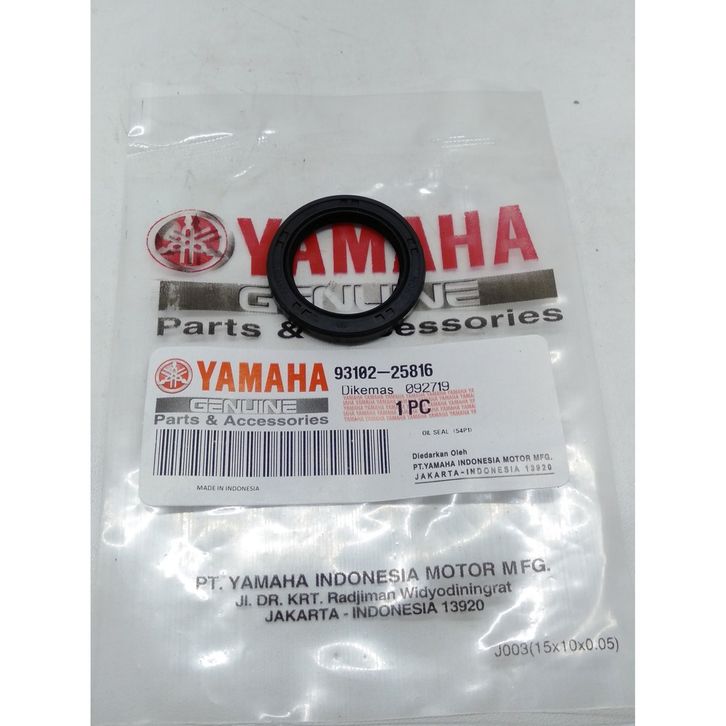 YAMAHA
GENUINE
Parts & Accessories
YAMAHA
GENUINE
Parts & Accessories
93102-25816
Dikemas 092719
1 PC
OIL SEAL (54P1)
MADE IN INDONESIA
Diedarkan Oleh
PT.YAMAHA INDONESIA MOTOR MFG.
JAKARTA-INDONESIA 13920
PT. YAMAHA INDONESIA MOTOR MFG.
Jl. DR. KRT. Radjiman Widyodiningrat
JAKARTA - INDONESIA 13920
J003(15x10x0.05)